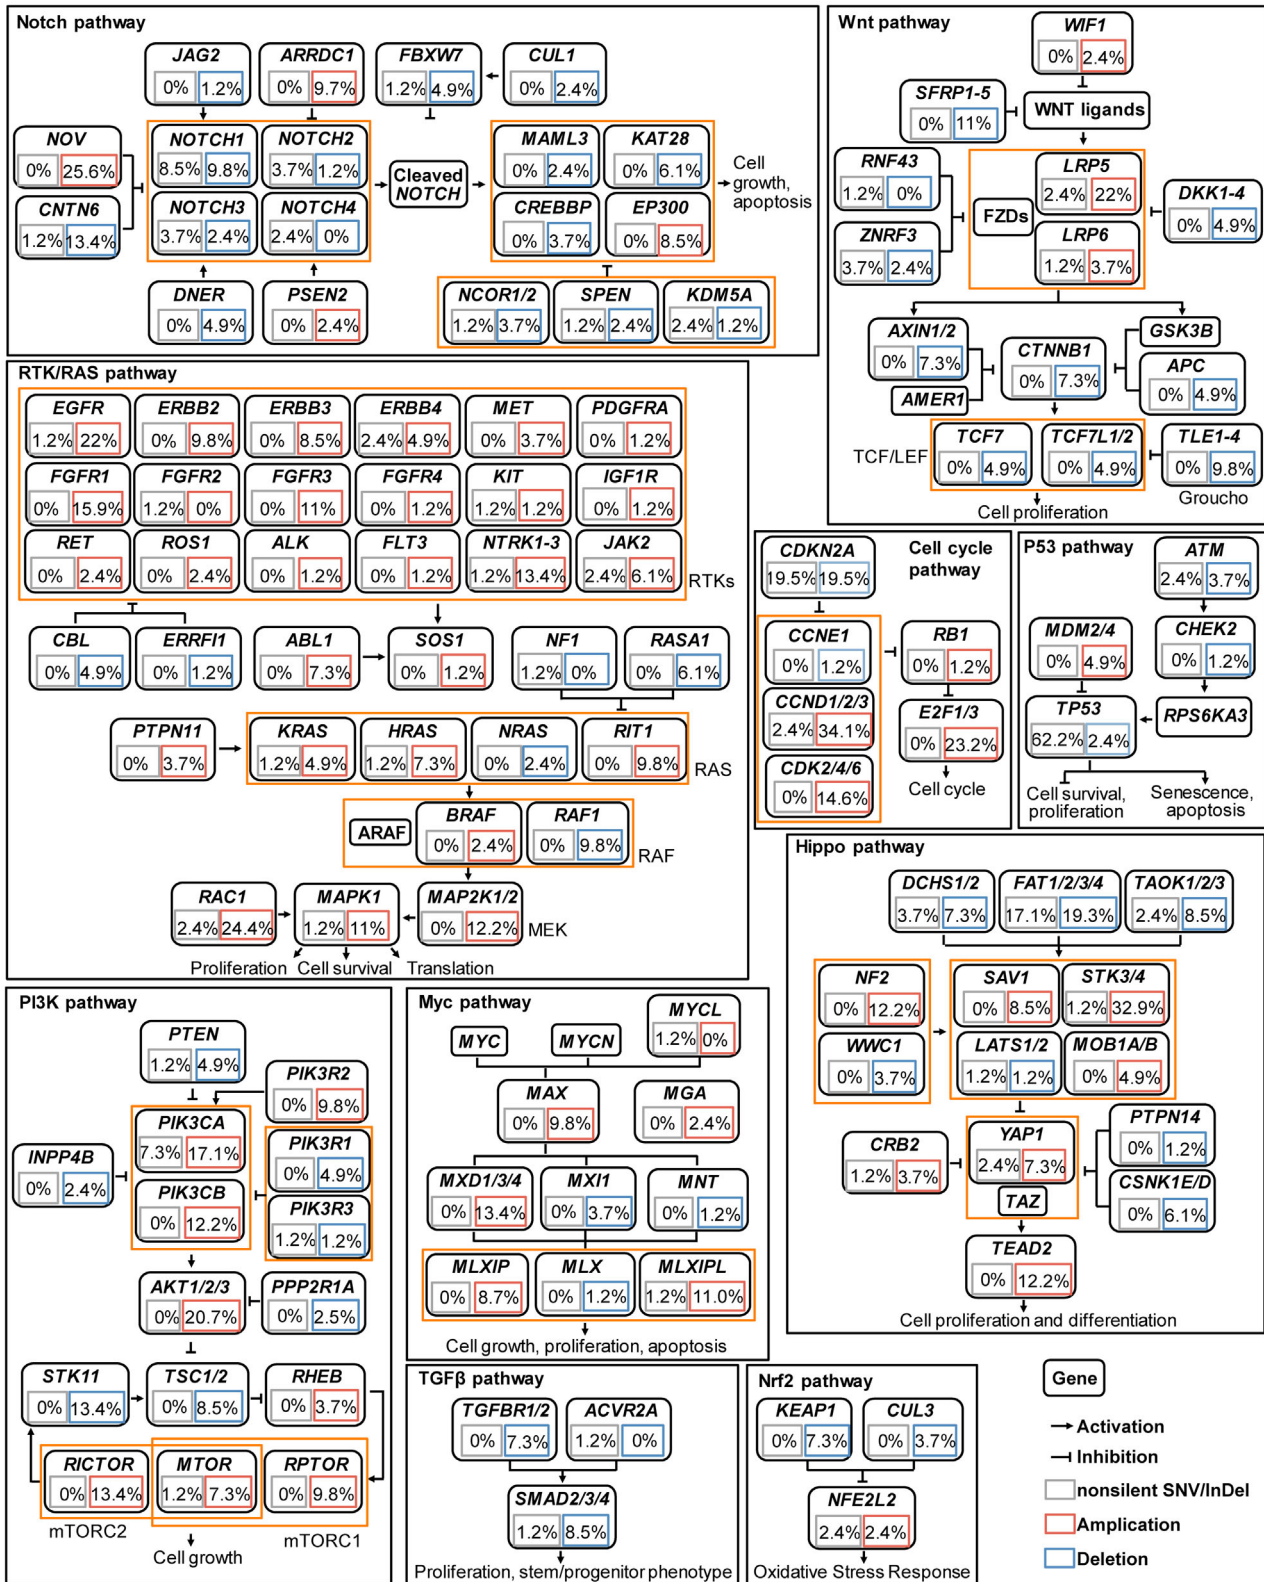 Notch pathway
JAG2 ARRDC1 FBXW7 CUL1
0% 1.2% 0% 9.7% 1.2% 4.9% 0% 2.4%
NOV NOTCH1 NOTCH2 MAML3 KAT28
0% 25.6% 8.5% 9.8% 3.7% 1.2% 0% 2.4% 0% 6.1%
Cleaved
NOTCH
Cell
growth,
apoptosis
CNTN6 NOTCH3 NOTCH4 CREBBP EP300
1.2% 13.4% 3.7% 2.4% 2.4% 0% 0% 3.7% 0% 8.5%
DNER PSEN2 NCOR1/2 SPEN KDM5A
0% 4.9% 0% 2.4% 1.2% 3.7% 1.2% 2.4% 2.4% 1.2%
Wnt pathway
WIF1
0% 2.4%
SFRP1-5
0% 11%
WNT ligands
RNF43 LRP5
1.2% 0% 2.4% 22%
FZDs
DKK1-4
0% 4.9%
ZNRF3 LRP6
3.7% 2.4% 1.2% 3.7%
AXIN1/2 GSK3B
0% 7.3%
CTNNB1
0% 7.3%
APC
0% 4.9%
AMER1
TCF/LEF
TCF7 TCF7L1/2 TLE1-4
0% 4.9% 0% 4.9% 0% 9.8%
Groucho
Cell proliferation
RTK/RAS pathway
EGFR ERBB2 ERBB3 ERBB4 MET PDGFRA
1.2% 22% 0% 9.8% 0% 8.5% 2.4% 4.9% 0% 3.7% 0% 1.2%
FGFR1 FGFR2 FGFR3 FGFR4 KIT IGF1R
0% 15.9% 1.2% 0% 0% 11% 0% 1.2% 1.2% 1.2% 0% 1.2%
RET ROS1 ALK FLT3 NTRK1-3 JAK2
0% 2.4% 0% 2.4% 0% 1.2% 0% 1.2% 1.2% 13.4% 2.4% 6.1%
RTKs
CBL ERRFI1 ABL1 SOS1 NF1 RASA1
0% 4.9% 0% 1.2% 0% 7.3% 0% 1.2% 1.2% 0% 0% 6.1%
PTPN11 KRAS HRAS NRAS RIT1
0% 3.7% 1.2% 4.9% 1.2% 7.3% 0% 2.4% 0% 9.8%
RAS
ARAF BRAF RAF1
0% 2.4% 0% 9.8%
RAF
RAC1 MAPK1 MAP2K1/2
2.4% 24.4% 1.2% 11% 0% 12.2%
MEK
Proliferation Cell survival Translation
Cell cycle
pathway
CDKN2A
19.5% 19.5%
CCNE1 RB1
0% 1.2% 0% 1.2%
CCND1/2/3 E2F1/3
2.4% 34.1% 0% 23.2%
CDK2/4/6
0% 14.6%
Cell cycle
P53 pathway
ATM
2.4% 3.7%
MDM2/4 CHEK2
0% 4.9% 0% 1.2%
TP53 RPS6KA3
62.2% 2.4%
Cell survival,
proliferation
Senescence,
apoptosis
Hippo pathway
DCHS1/2 FAT1/2/3/4 TAOK1/2/3
3.7% 7.3% 17.1% 19.3% 2.4% 8.5%
NF2 SAV1 STK3/4
0% 12.2% 0% 8.5% 1.2% 32.9%
WWC1 LATS1/2 MOB1A/B
0% 3.7% 1.2% 1.2% 0% 4.9%
CRB2 YAP1 PTPN14
1.2% 3.7% 2.4% 7.3% 0% 1.2%
TAZ CSNK1E/D
0% 6.1%
TEAD2
0% 12.2%
Cell proliferation and differentiation
PI3K pathway
PTEN
1.2% 4.9%
PIK3R2
0% 9.8%
PIK3CA PIK3R1
7.3% 17.1% 0% 4.9%
INPP4B
0% 2.4%
PIK3CB PIK3R3
0% 12.2% 1.2% 1.2%
AKT1/2/3 PPP2R1A
0% 20.7% 0% 2.5%
STK11 TSC1/2 RHEB
0% 13.4% 0% 8.5% 0% 3.7%
RICTOR MTOR RPTOR
0% 13.4% 1.2% 7.3% 0% 9.8%
mTORC2 mTORC1
Cell growth
Myc pathway
MYC MYCN MYCL
1.2% 0%
MAX MGA
0% 9.8% 0% 2.4%
MXD1/3/4 MXI1 MNT
0% 13.4% 0% 3.7% 0% 1.2%
MLXIP MLX MLXIPL
0% 8.7% 0% 1.2% 1.2% 11.0%
Cell growth, proliferation, apoptosis
TGFβ pathway
TGFBR1/2 ACVR2A
0% 7.3% 1.2% 0%
SMAD2/3/4
1.2% 8.5%
Proliferation, stem/progenitor phenotype
Nrf2 pathway
KEAP1 CUL3
0% 7.3% 0% 3.7%
NFE2L2
2.4% 2.4%
Oxidative Stress Response
Gene
Activation
Inhibition
nonsilent SNV/InDel
Amplication
Deletion